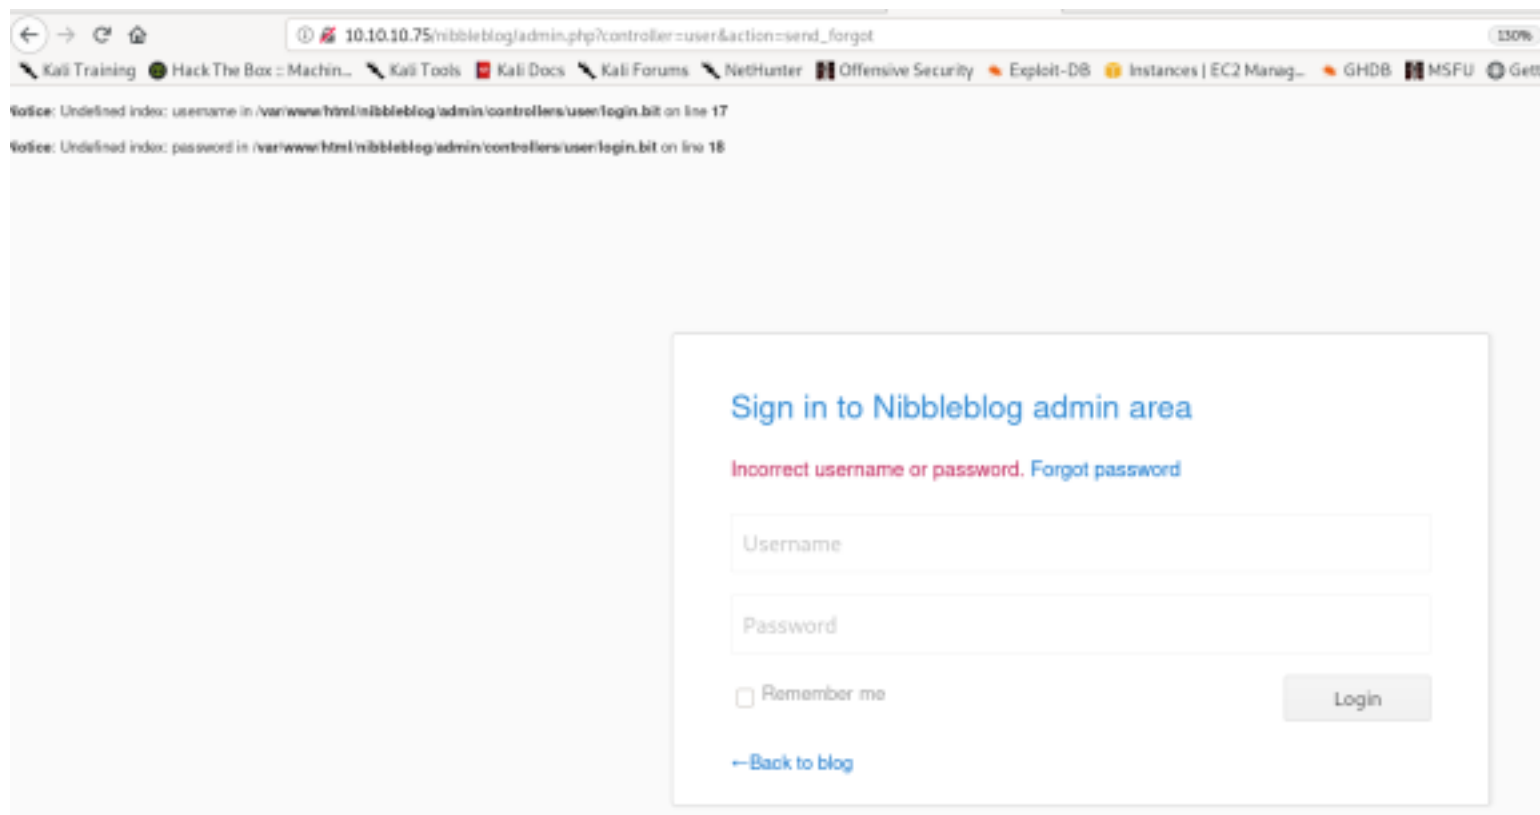 10.10.10.75/nibbleblog/admin.php?controller=user&action=send_forgot 130%
Kali Training Hack The Box :: Machin... Kali Tools Kali Docs Kali Forums NetHunter Offensive Security Exploit-DB Instances | EC2 Manag... GHDB MSFU Gett
Notice: Undefined index: username in /var/www/html/nibbleblog/admin/controllers/user/login.bit on line 17
Notice: Undefined index: password in /var/www/html/nibbleblog/admin/controllers/user/login.bit on line 18
Sign in to Nibbleblog admin area
Incorrect username or password. Forgot password
Username
Password
Remember me
Login
←Back to blog